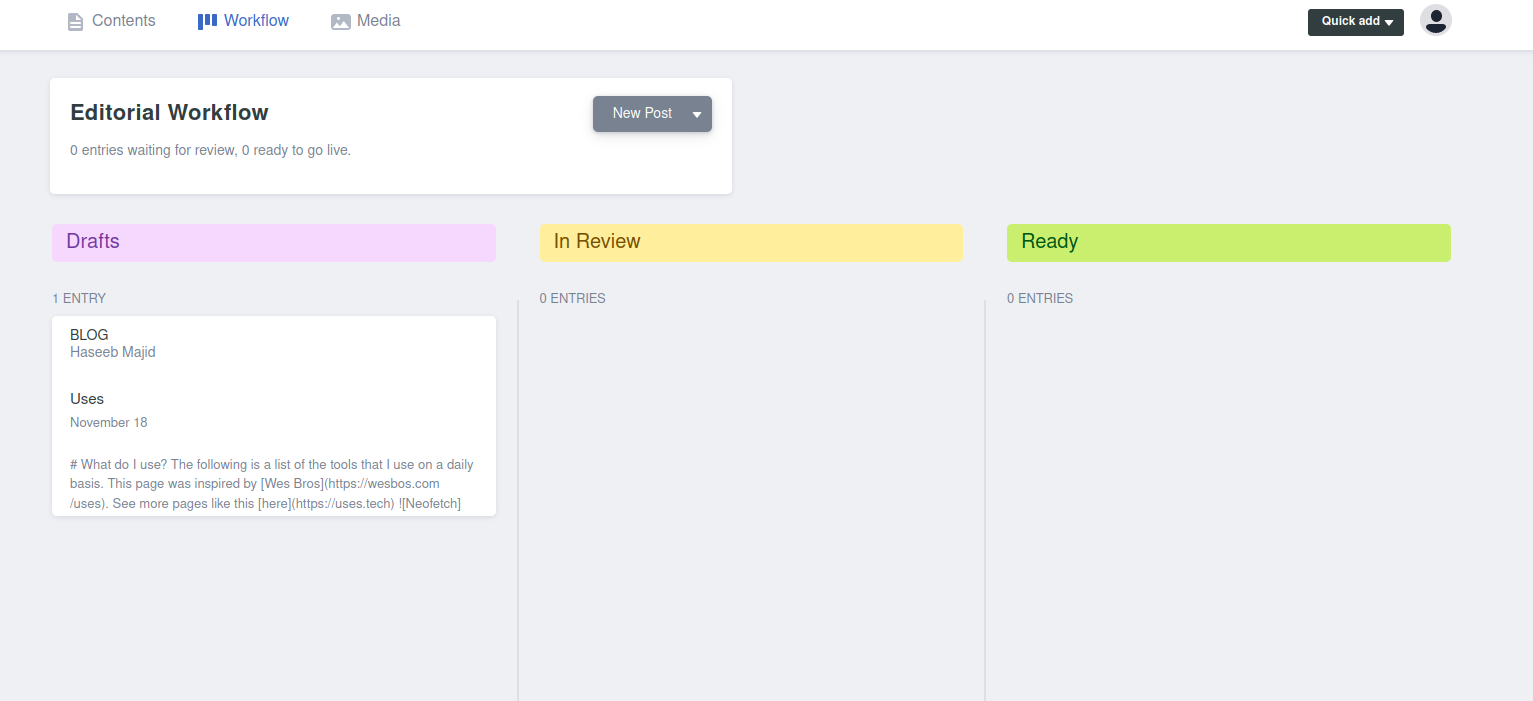 Contents
Workflow
Media
Quick add
Editorial Workflow
New Post
0 entries waiting for review, 0 ready to go live.
Drafts
In Review
Ready
1 ENTRY
0 ENTRIES
0 ENTRIES
BLOG
Haseeb Majid
Uses
November 18
# What do I use? The following is a list of the tools that I use on a daily
basis. This page was inspired by [Wes Bros](https://wesbos.com
/uses). See more pages like this [here](https://uses.tech) ![Neofetch]